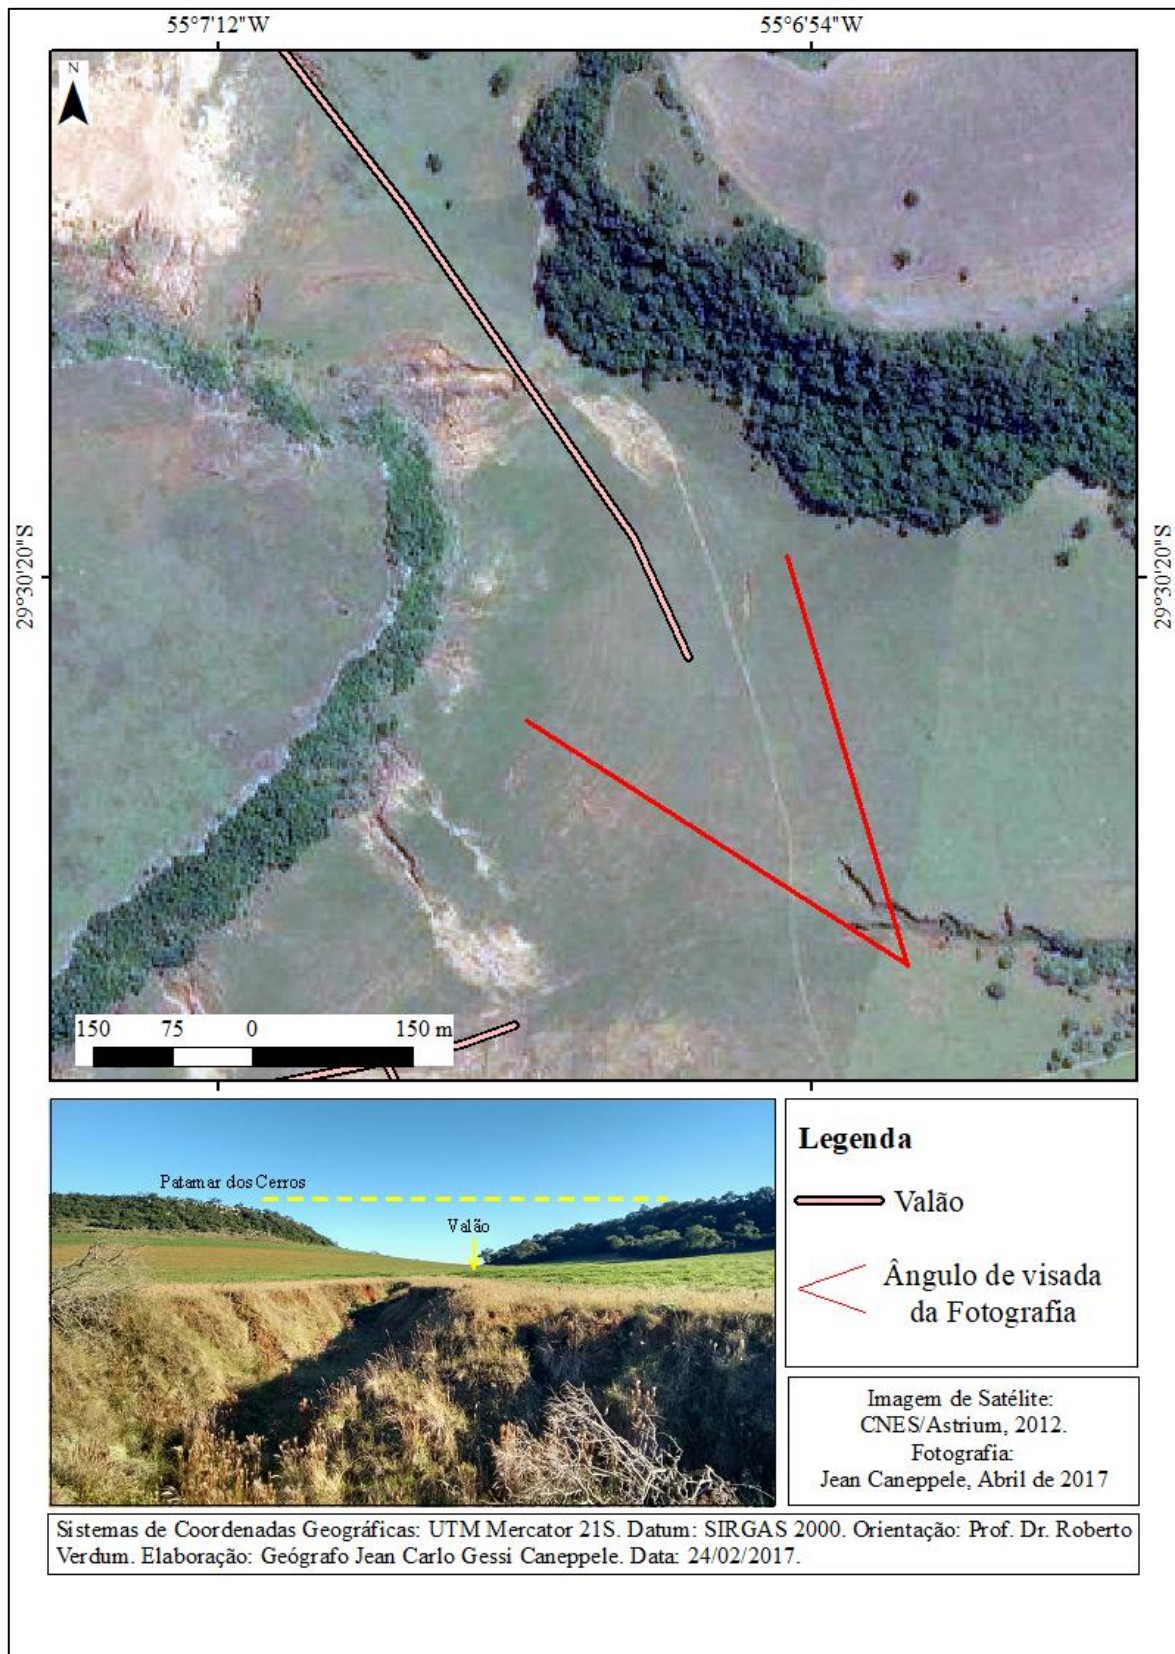 55°7'12"W
55°6'54"W
N
29°30'20"S
29°30'20"S
150 75 0 150 m
Patamar dos Cerros
Valão
Legenda
Valão
Ângulo de visada
da Fotografia
Imagem de Satélite:
CNES/Astrium, 2012.
Fotografia:
Jean Caneppele, Abril de 2017
Sistemas de Coordenadas Geográficas: UTM Mercator 21S. Datum: SIRGAS 2000. Orientação: Prof. Dr. Roberto
Verdum. Elaboração: Geógrafo Jean Carlo Gessi Caneppele. Data: 24/02/2017.